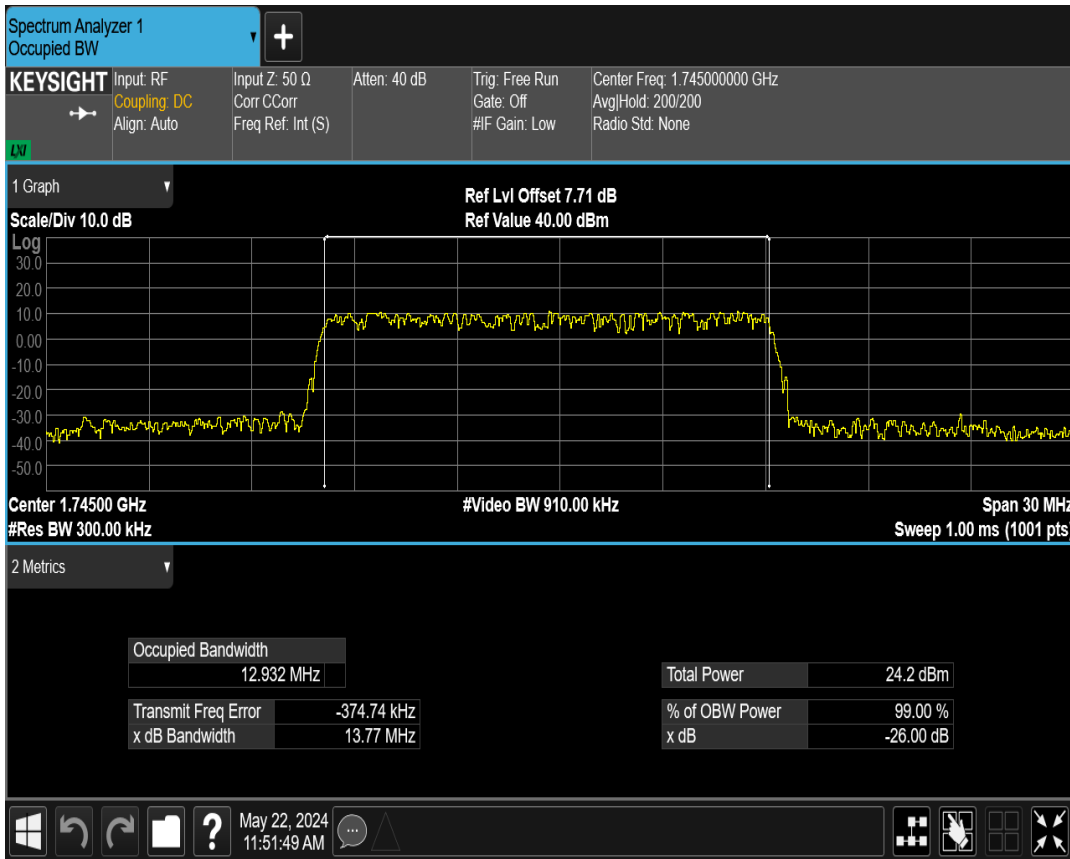 Spectrum Analyzer 1
Occupied BW
+
KEYSIGHT
LXI
Input: RF
Coupling: DC
Align: Auto
Input Z: 50 Ω
Corr CCorr
Freq Ref: Int (S)
Atten: 40 dB
Trig: Free Run
Gate: Off
#IF Gain: Low
Center Freq: 1.745000000 GHz
Avg|Hold: 200/200
Radio Std: None
1 Graph
Scale/Div 10.0 dB
Ref Lvl Offset 7.71 dB
Ref Value 40.00 dBm
Log
30.0
20.0
10.0
0.00
-10.0
-20.0
-30.0
-40.0
-50.0
Center 1.74500 GHz
#Video BW 910.00 kHz
Span 30 MHz
#Res BW 300.00 kHz
Sweep 1.00 ms (1001 pts)
2 Metrics
Occupied Bandwidth
12.932 MHz
Transmit Freq Error -374.74 kHz
x dB Bandwidth 13.77 MHz
Total Power 24.2 dBm
% of OBW Power 99.00 %
x dB -26.00 dB
?
May 22, 2024
11:51:49 AM